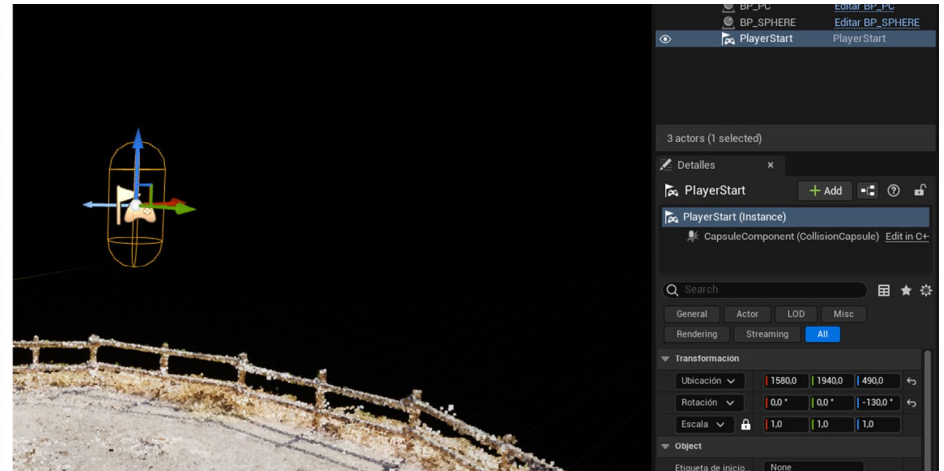 BP_PC Editar BP_PC
BP_SPHERE Editar BP_SPHERE
PlayerStart PlayerStart
3 actors (1 selected)
Detalles ×
PlayerStart + Add
PlayerStart (Instance)
CapsuleComponent (CollisionCapsule) Edit in C+
Search
General Actor LOD Misc
Rendering Streaming All
Transformación
Ubicación 1580,0 1940,0 490,0
Rotación 0,0 ° 0,0 ° -130,0 °
Escala 1,0 1,0 1,0
Object
Etiqueta de inicio... None